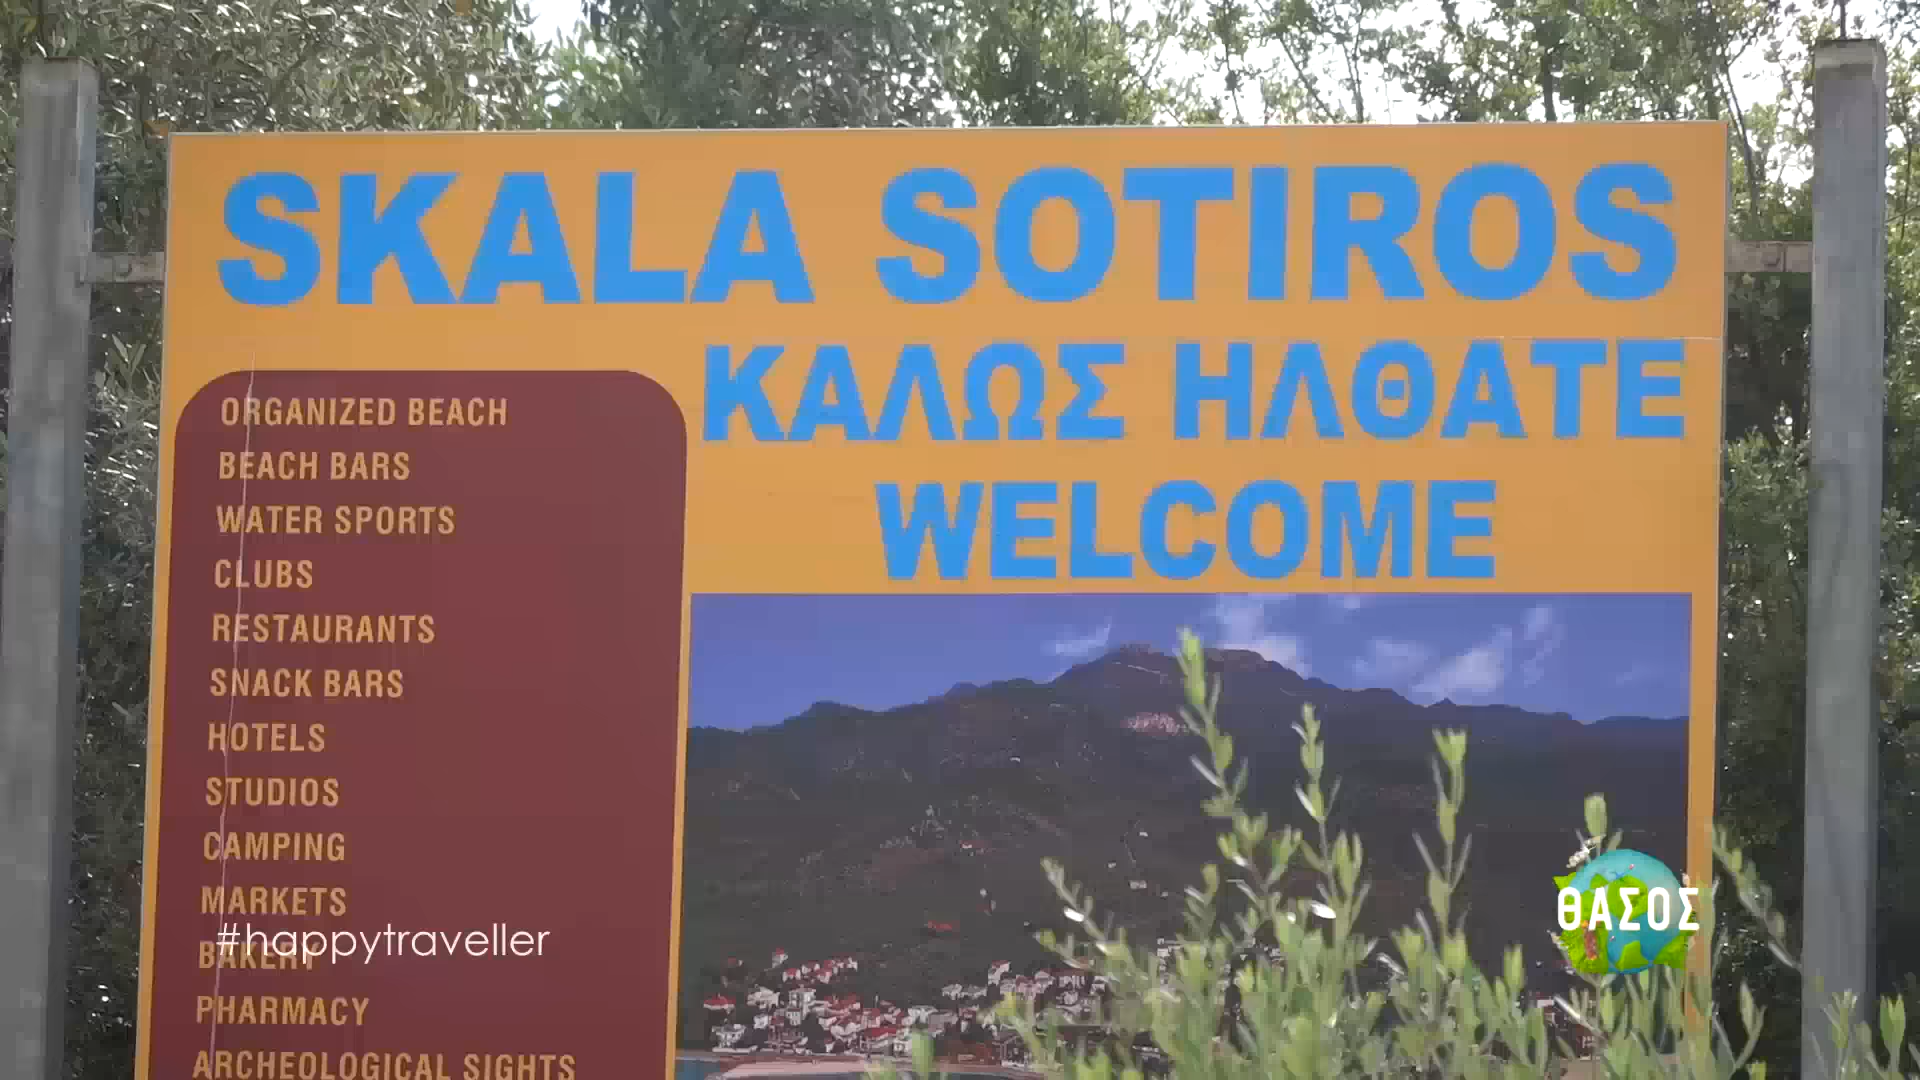 SKALA SOTIROS
ΚΑΛΩΣ ΗΛΘΑΤΕ
WELCOME
ORGANIZED BEACH
BEACH BARS
WATER SPORTS
CLUBS
RESTAURANTS
SNACK BARS
HOTELS
STUDIOS
CAMPING
MARKETS
BAKERY
#happytraveller
PHARMACY
ARCHEOLOGICAL SIGHTS
ΘΑΣΟΣ